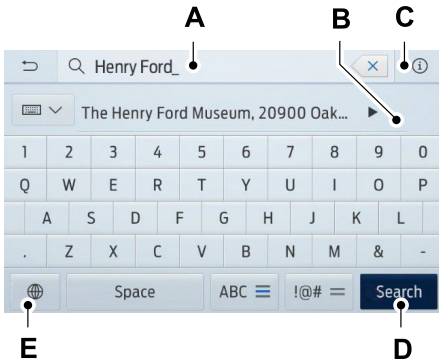 A B C
Henry Ford_ i
The Henry Ford Museum, 20900 Oak...
1 2 3 4 5 6 7 8 9 0
Q W E R T Y U I O P
A S D F G H J K L
. Z X C V B N M & -
Space ABC !@# Search
E D